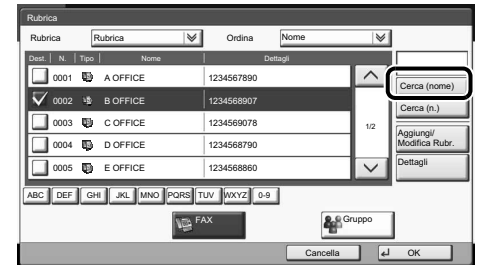 Rubrica
Rubrica Rubrica Ordina Nome
Dest. N. Tipo Nome Dettagli
0001 A OFFICE 1234567890
Cerca (nome)
0002 B OFFICE 1234568907
Cerca (n.)
0003 C OFFICE 1234569078
1/2
Aggiungi/
Modifica Rubr.
0004 D OFFICE 1234568790
Dettagli
0005 E OFFICE 1234568860
ABC DEF GHI JKL MNO PQRS TUV WXYZ 0-9
FAX Gruppo
Cancella OK